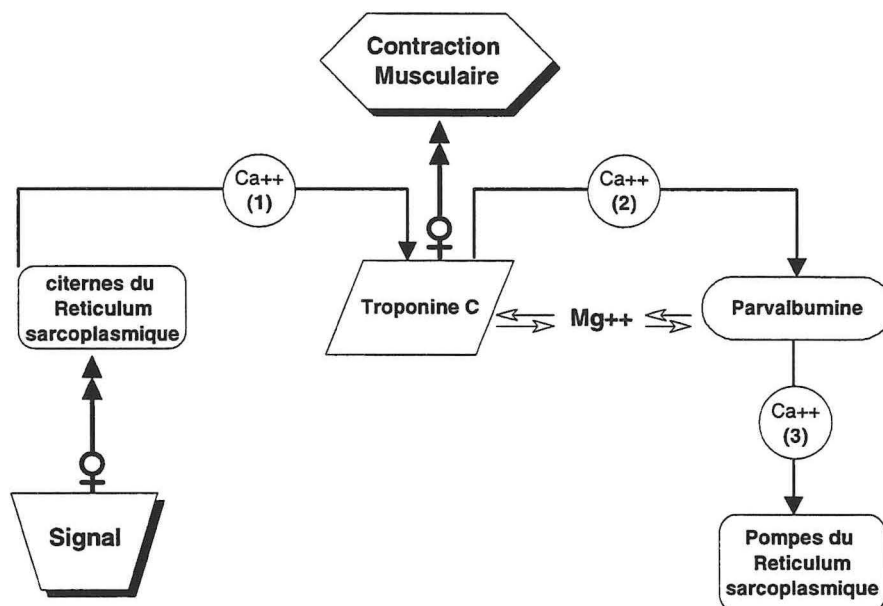 Contraction
Musculaire
Ca++
(1)
Ca++
(2)
citernes du
Reticulum
sarcoplasmique
Troponine C
Mg++
Parvalbumine
Ca++
(3)
Signal
Pompes du
Reticulum
sarcoplasmique